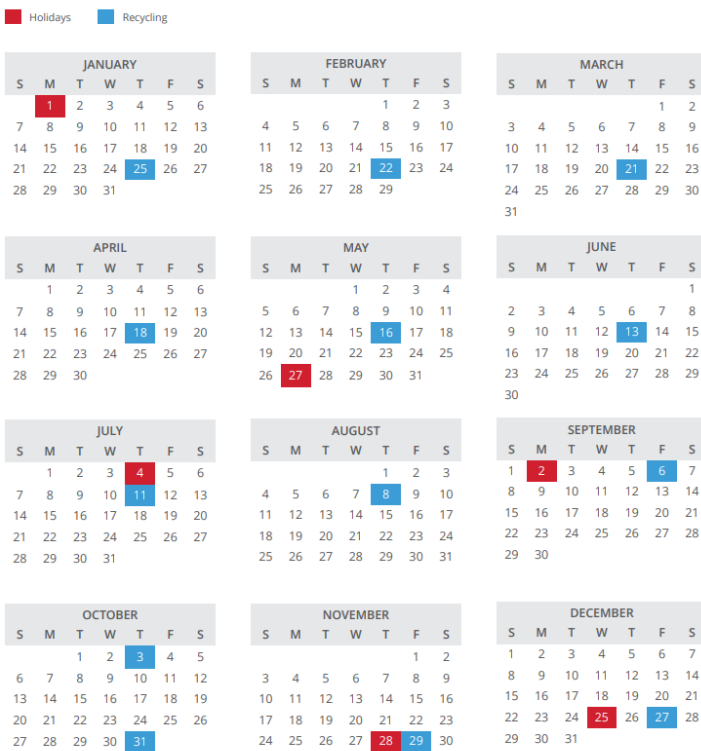 Holidays Recycling
JANUARY
S M T W T F S
1 2 3 4 5 6
7 8 9 10 11 12 13
14 15 16 17 18 19 20
21 22 23 24 25 26 27
28 29 30 31
FEBRUARY
S M T W T F S
1 2 3
4 5 6 7 8 9 10
11 12 13 14 15 16 17
18 19 20 21 22 23 24
25 26 27 28 29
MARCH
S M T W T F S
1 2
3 4 5 6 7 8 9
10 11 12 13 14 15 16
17 18 19 20 21 22 23
24 25 26 27 28 29 30
31
APRIL
S M T W T F S
1 2 3 4 5 6
7 8 9 10 11 12 13
14 15 16 17 18 19 20
21 22 23 24 25 26 27
28 29 30
MAY
S M T W T F S
1 2 3 4
5 6 7 8 9 10 11
12 13 14 15 16 17 18
19 20 21 22 23 24 25
26 27 28 29 30 31
JUNE
S M T W T F S
1
2 3 4 5 6 7 8
9 10 11 12 13 14 15
16 17 18 19 20 21 22
23 24 25 26 27 28 29
30
JULY
S M T W T F S
1 2 3 4 5 6
7 8 9 10 11 12 13
14 15 16 17 18 19 20
21 22 23 24 25 26 27
28 29 30 31
AUGUST
S M T W T F S
1 2 3
4 5 6 7 8 9 10
11 12 13 14 15 16 17
18 19 20 21 22 23 24
25 26 27 28 29 30 31
SEPTEMBER
S M T W T F S
1 2 3 4 5 6 7
8 9 10 11 12 13 14
15 16 17 18 19 20 21
22 23 24 25 26 27 28
29 30
OCTOBER
S M T W T F S
1 2 3 4 5
6 7 8 9 10 11 12
13 14 15 16 17 18 19
20 21 22 23 24 25 26
27 28 29 30 31
NOVEMBER
S M T W T F S
1 2
3 4 5 6 7 8 9
10 11 12 13 14 15 16
17 18 19 20 21 22 23
24 25 26 27 28 29 30
DECEMBER
S M T W T F S
1 2 3 4 5 6 7
8 9 10 11 12 13 14
15 16 17 18 19 20 21
22 23 24 25 26 27 28
29 30 31